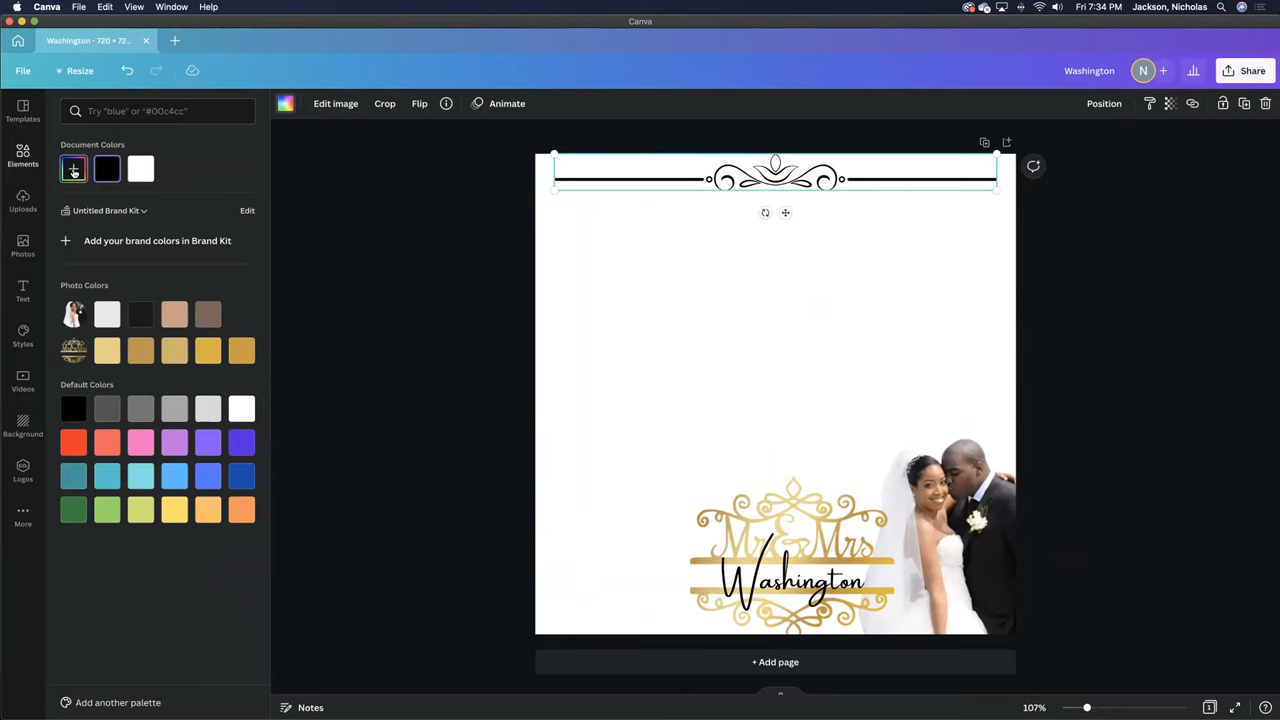 Canva File Edit View Window Help
Fri 7:34 PM Jackson, Nicholas
Canva
Washington - 720 × 72...
File Resize
Washington N Share
Templates
Elements
Uploads
Photos
Text
Styles
Videos
Background
Logos
More
Try "blue" or "#00c4cc"
Document Colors
Untitled Brand Kit Edit
Add your brand colors in Brand Kit
Photo Colors
Default Colors
Add another palette
Edit image Crop Flip Animate
Position
Mr & Mrs
Washington
+ Add page
Notes
107% 1